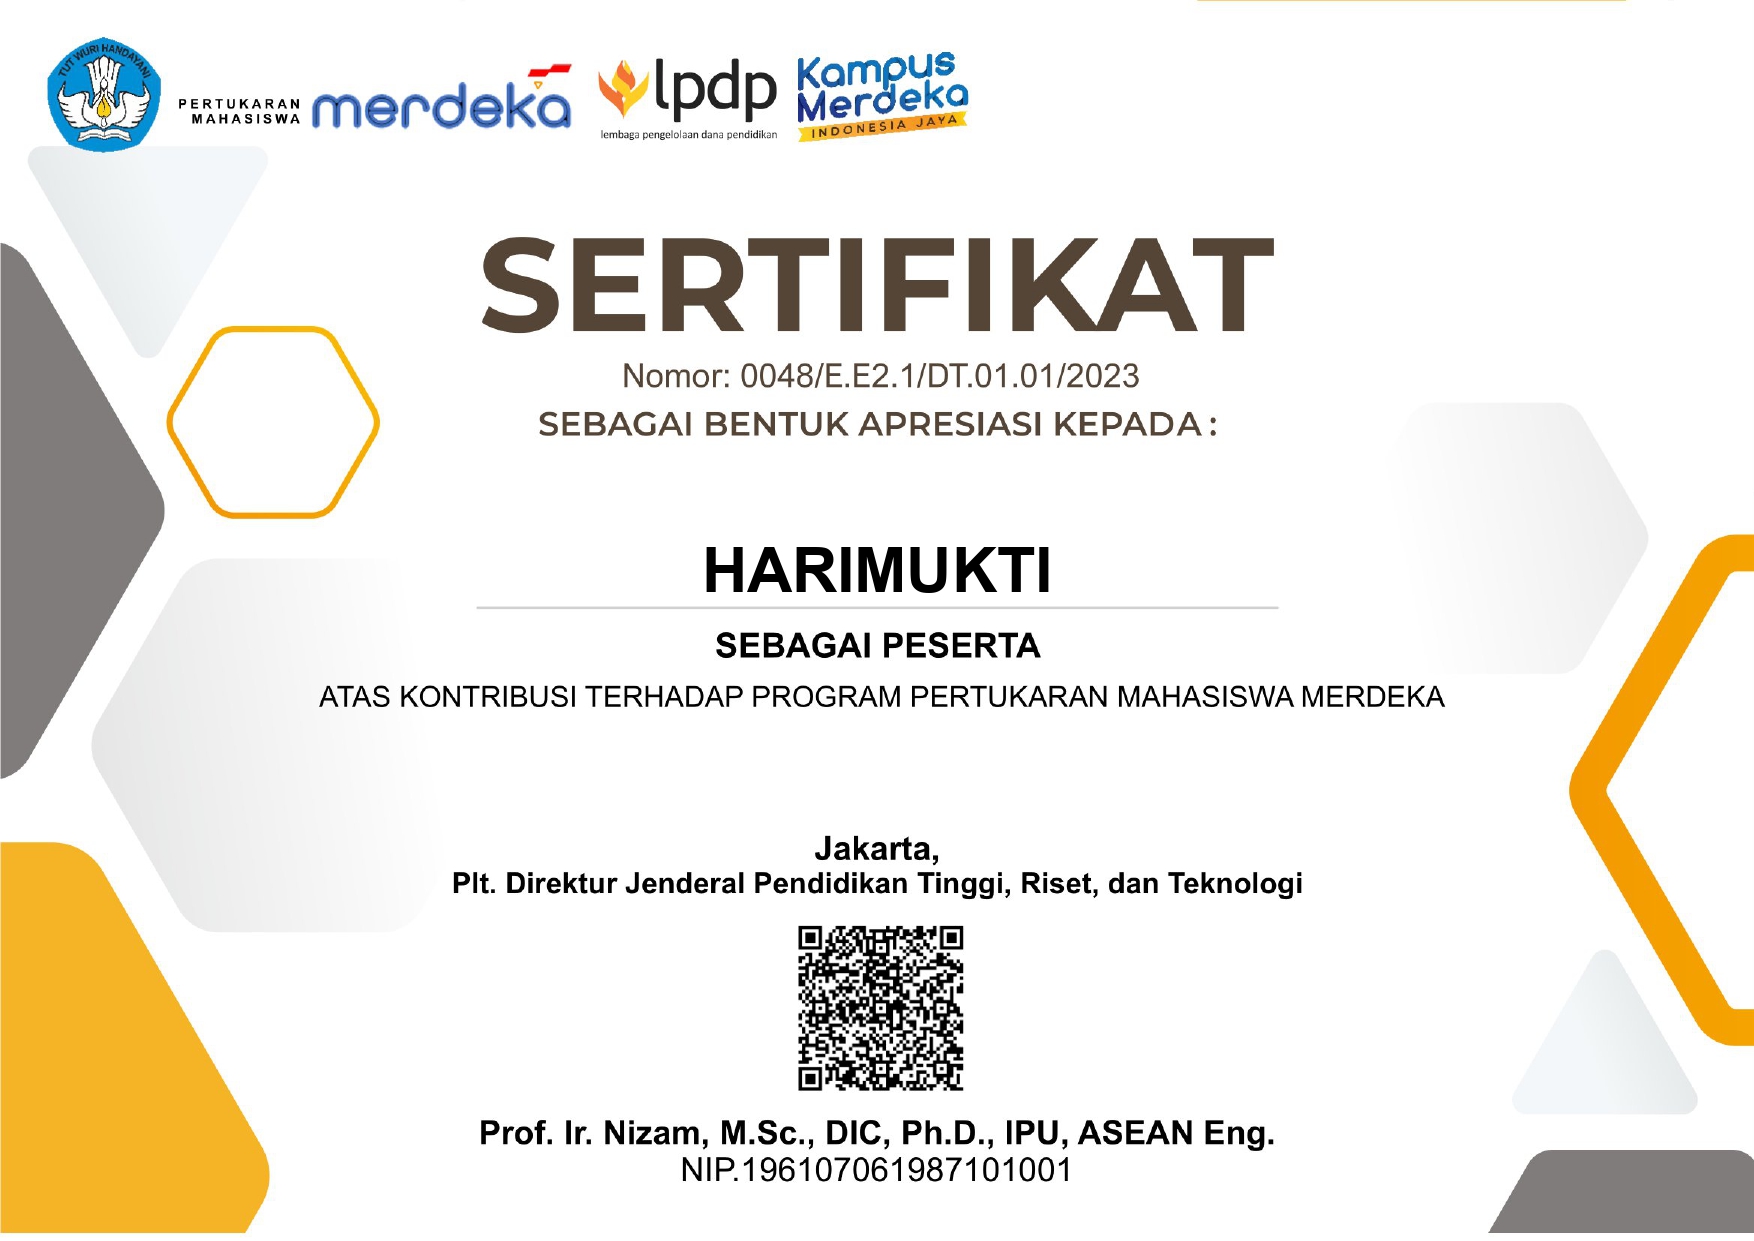 TUT WURI HANDAYANI
PERTUKARAN
MAHASISWA
merdeka
lpdp
lembaga pengelolaan dana pendidikan
Kampus
Merdeka
INDONESIA JAYA
SERTIFIKAT
Nomor: 0048/E.E2.1/DT.01.01/2023
SEBAGAI BENTUK APRESIASI KEPADA :
HARIMUKTI
SEBAGAI PESERTA
ATAS KONTRIBUSI TERHADAP PROGRAM PERTUKARAN MAHASISWA MERDEKA
Jakarta,
Plt. Direktur Jenderal Pendidikan Tinggi, Riset, dan Teknologi
Prof. Ir. Nizam, M.Sc., DIC, Ph.D., IPU, ASEAN Eng.
NIP.196107061987101001